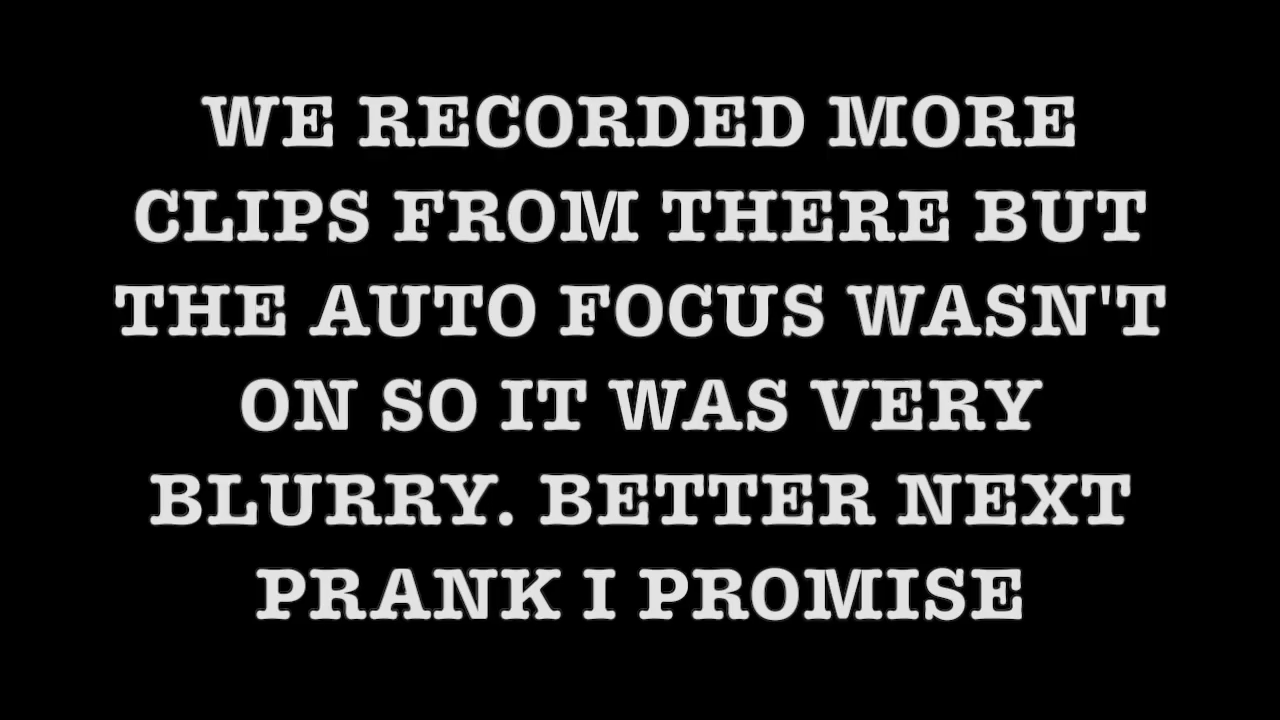 WE RECORDED MORE
CLIPS FROM THERE BUT
THE AUTO FOCUS WASN'T
ON SO IT WAS VERY
BLURRY. BETTER NEXT
PRANK I PROMISE